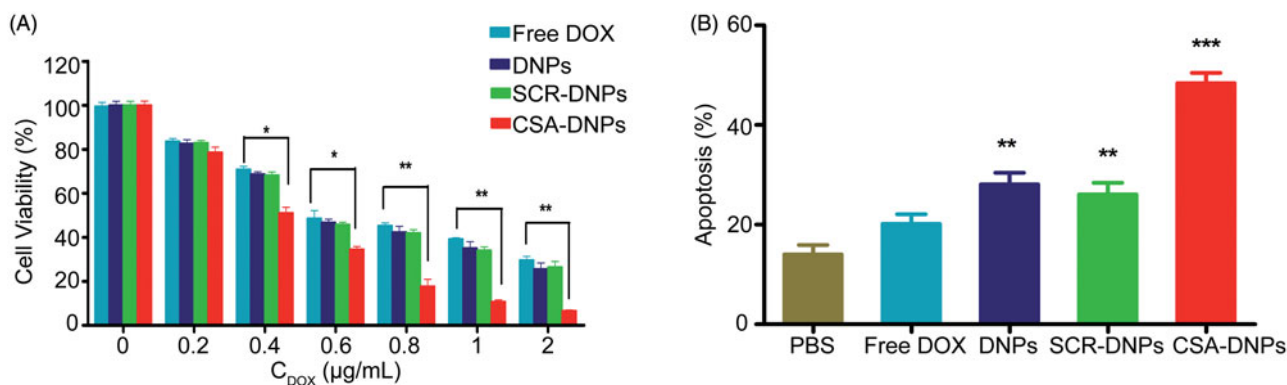 (A)
Free DOX
DNPs
SCR-DNPs
CSA-DNPs
Cell Viability (%)
120
100
80
60
40
20
0
*
*
**
**
**
0 0.2 0.4 0.6 0.8 1 2
C_DOX (μg/mL)
(B)
Apoptosis (%)
60
40
20
0
**
**
***
PBS Free DOX DNPs SCR-DNPs CSA-DNPs